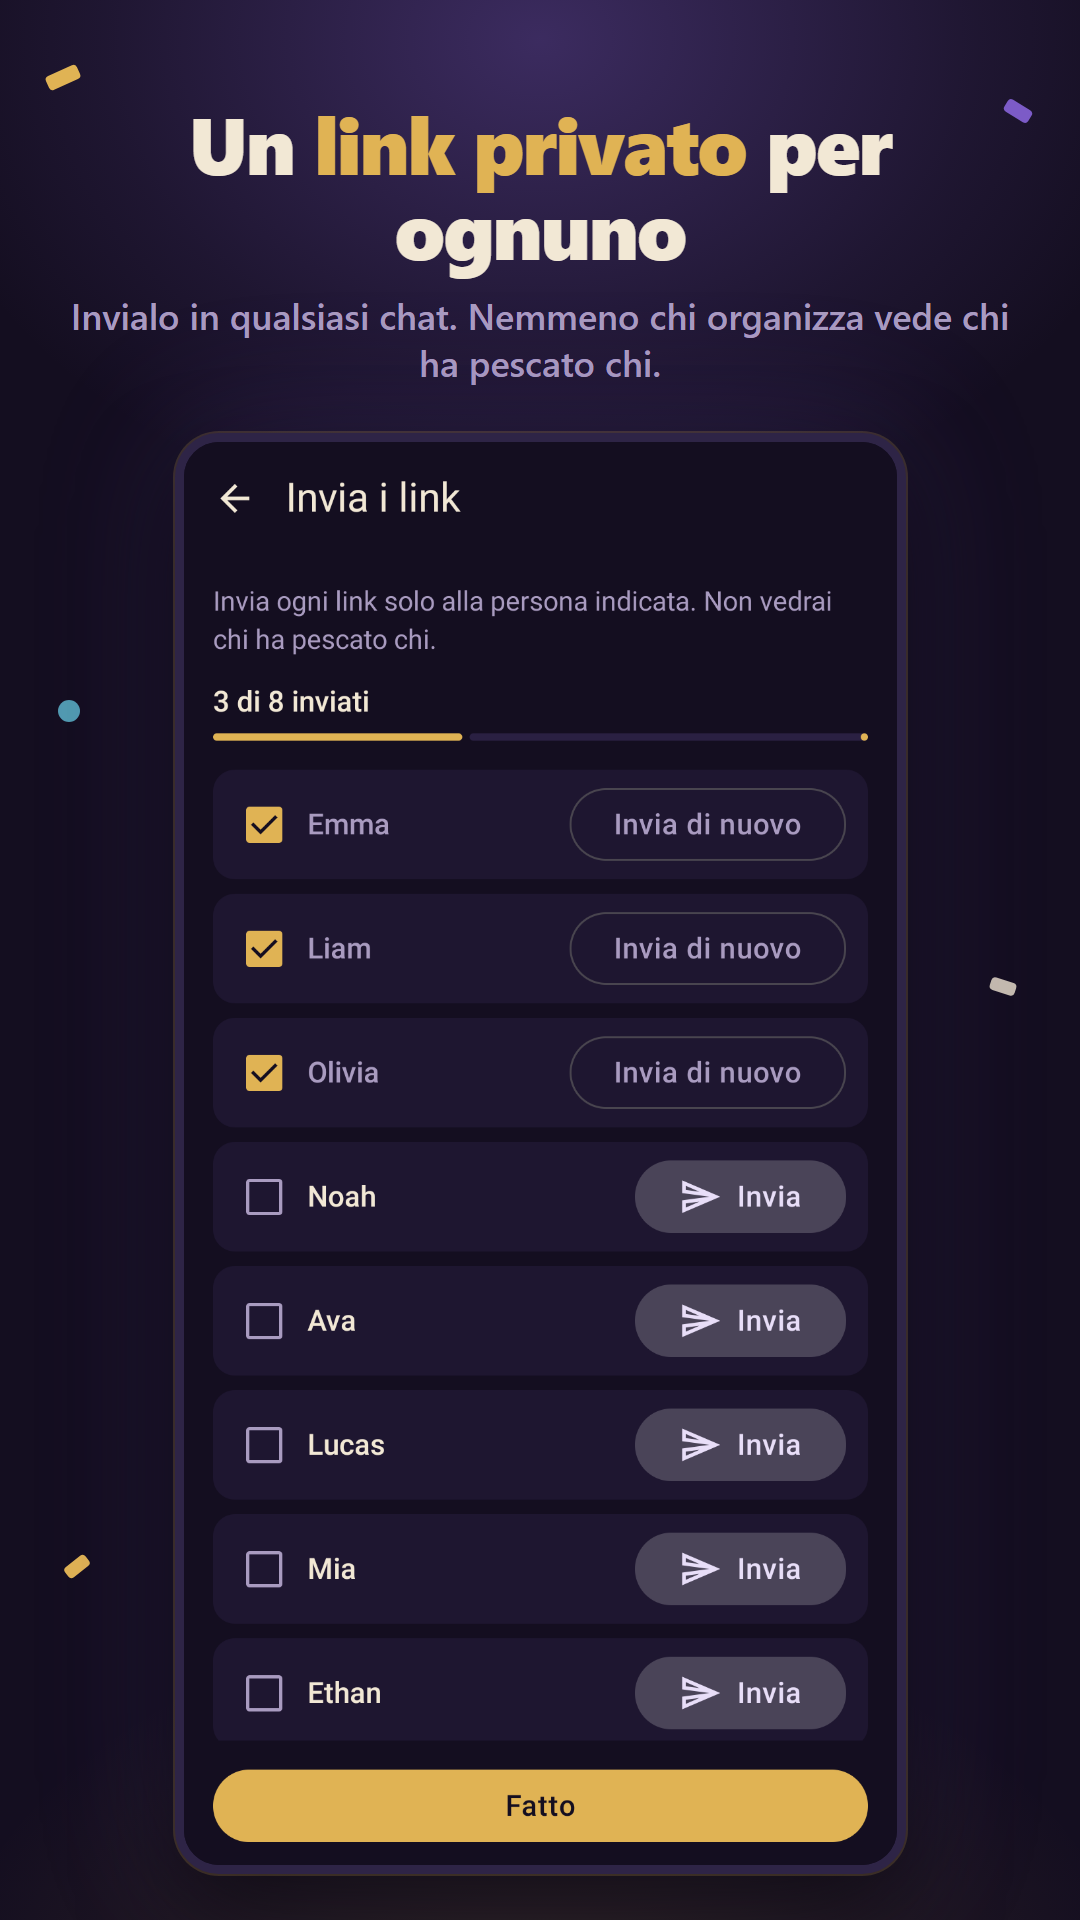 Un link privato per
ognuno
Invialo in qualsiasi chat. Nemmeno chi organizza vede chi
ha pescato chi.
Invia i link
Invia ogni link solo alla persona indicata. Non vedrai
chi ha pescato chi.
3 di 8 inviati
Emma Invia di nuovo
Liam Invia di nuovo
Olivia Invia di nuovo
Noah Invia
Ava Invia
Lucas Invia
Mia Invia
Ethan Invia
Fatto